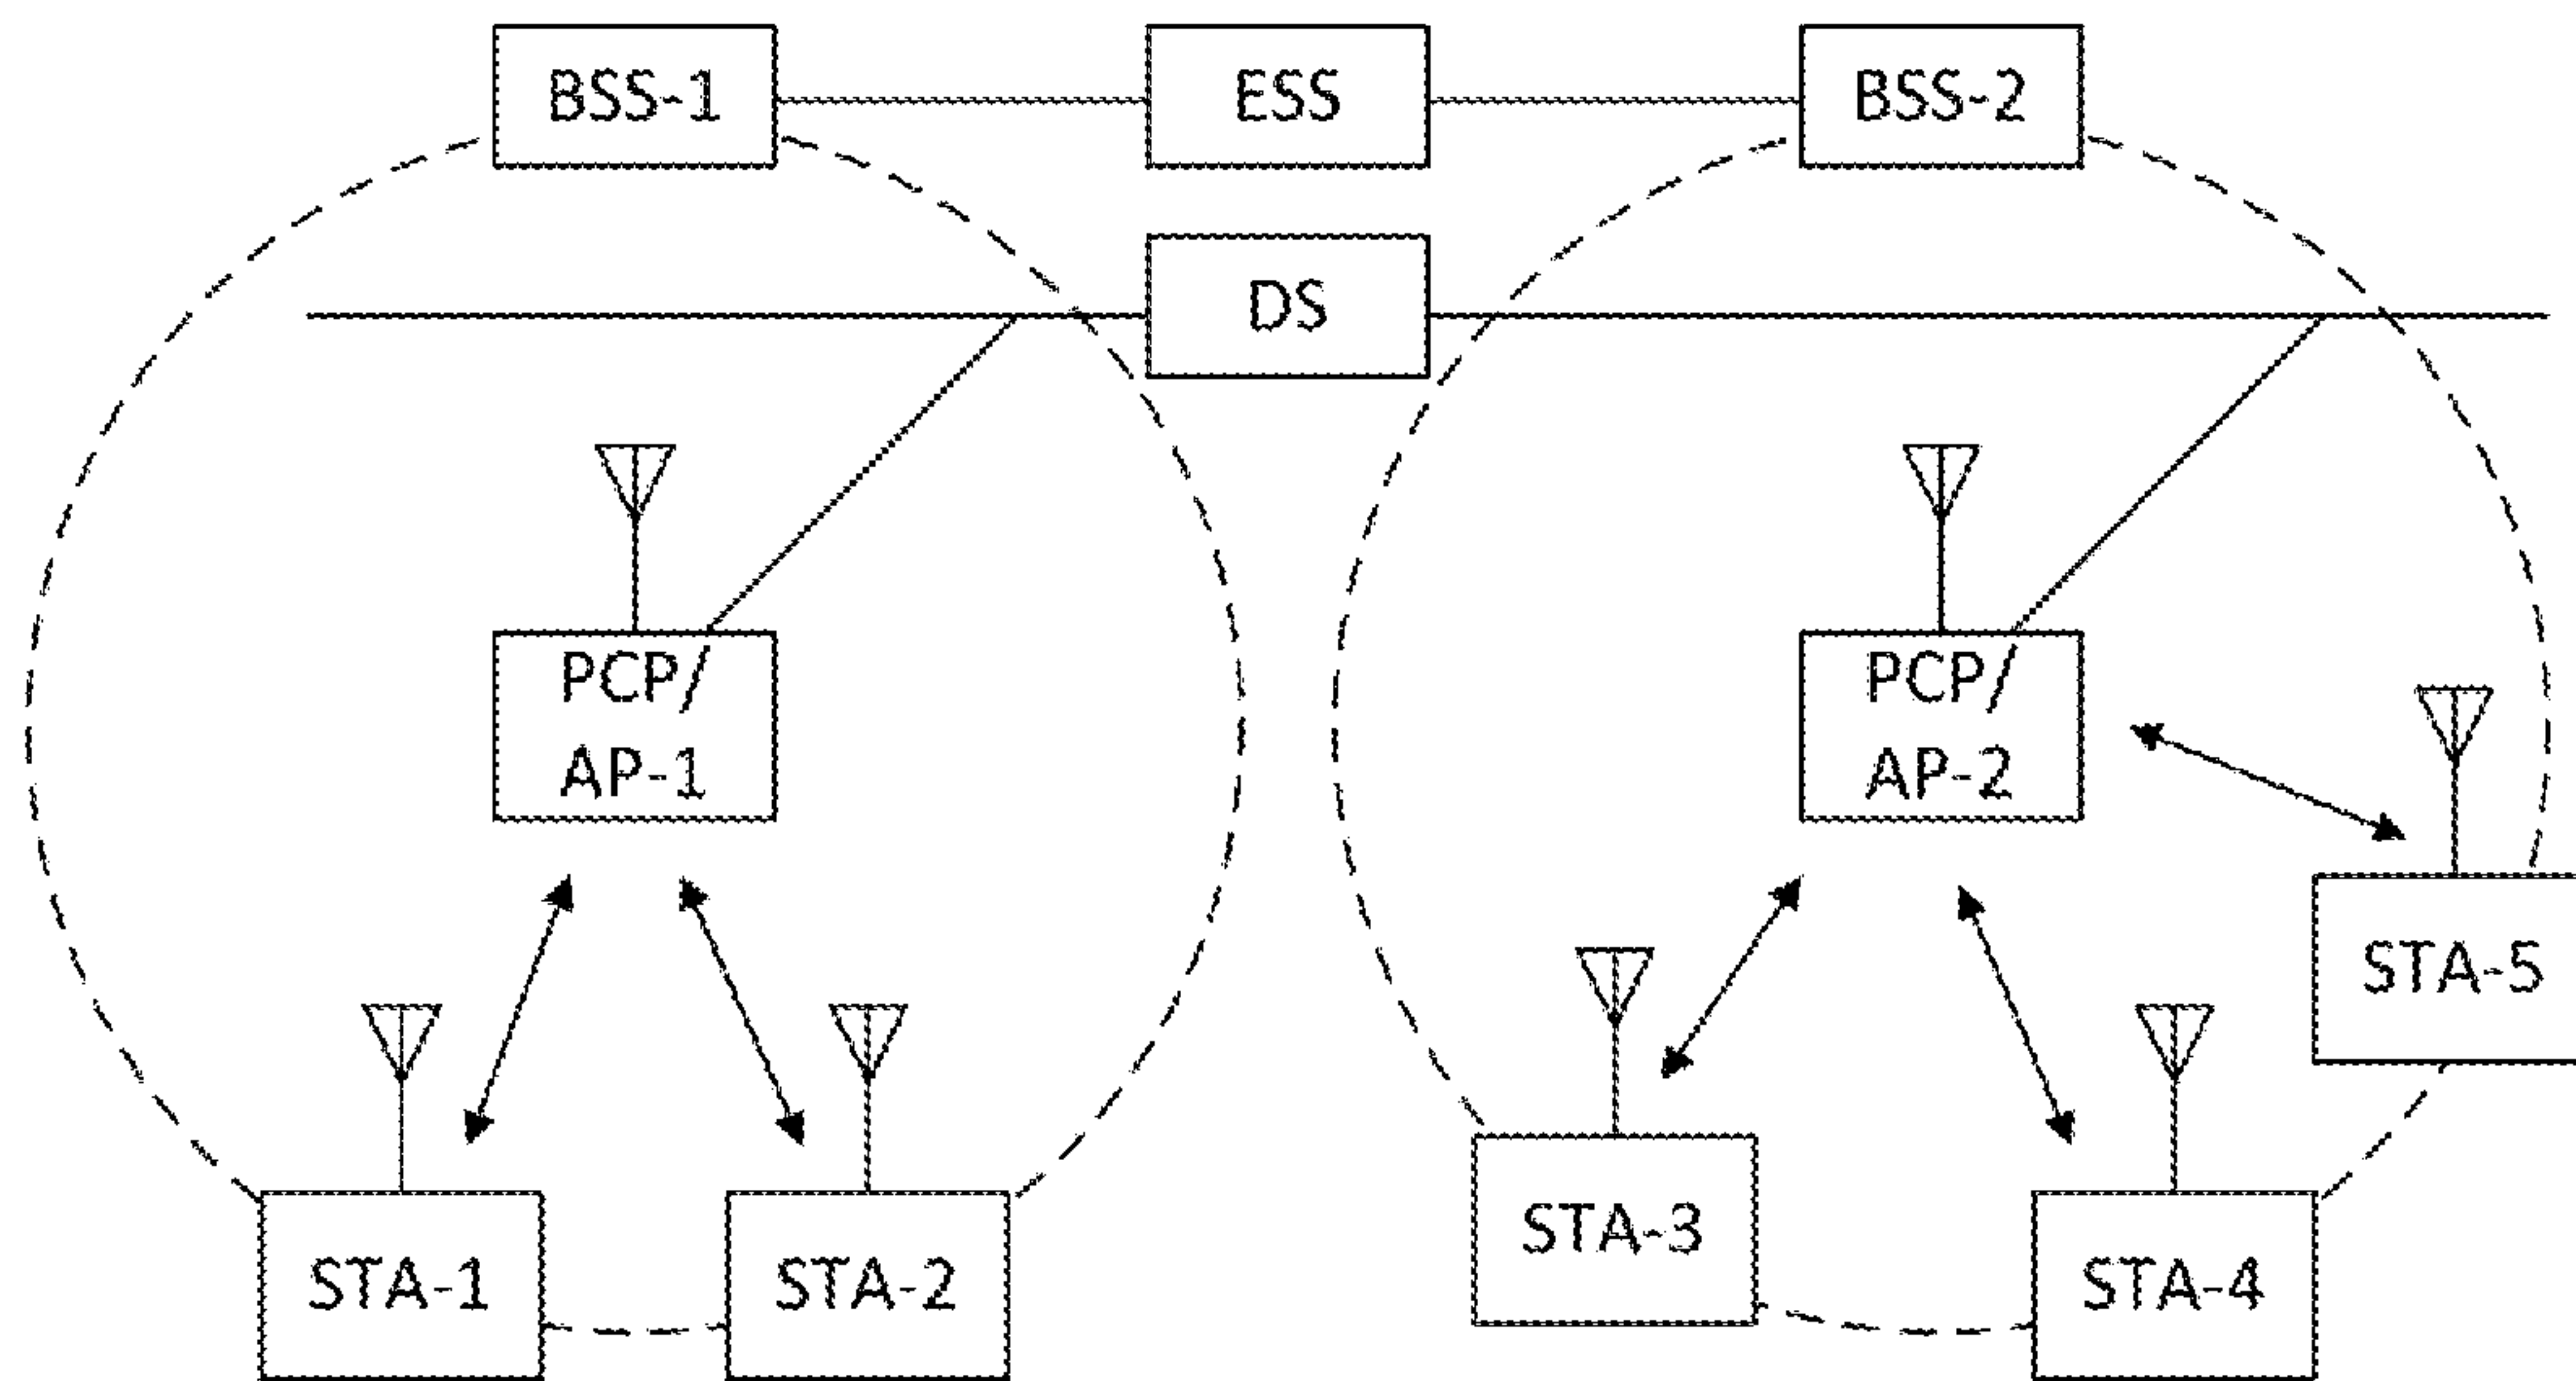 BSS-1
ESS
BSS-2
DS
PCP/
AP-1
PCP/
AP-2
STA-5
STA-3
STA-1
STA-2
STA-4